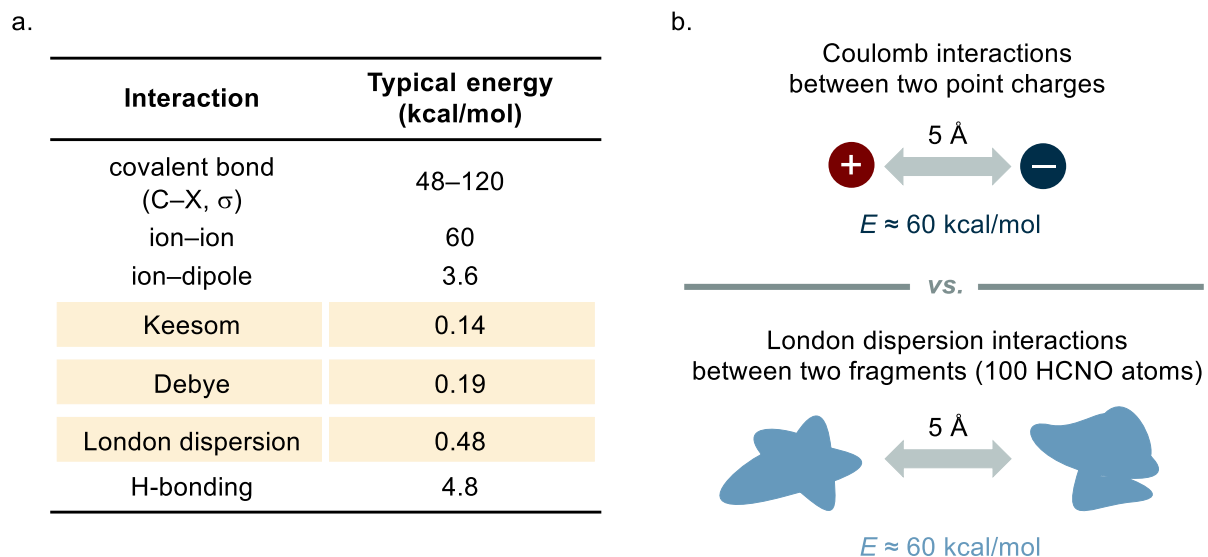 a.
Interaction
Typical energy
(kcal/mol)
covalent bond
(C–X, σ)
48–120
ion–ion
60
ion–dipole
3.6
Keesom
0.14
Debye
0.19
London dispersion
0.48
H-bonding
4.8
b.
Coulomb interactions
between two point charges
5 Å
+
−
E ≈ 60 kcal/mol
vs.
London dispersion interactions
between two fragments (100 HCNO atoms)
5 Å
E ≈ 60 kcal/mol